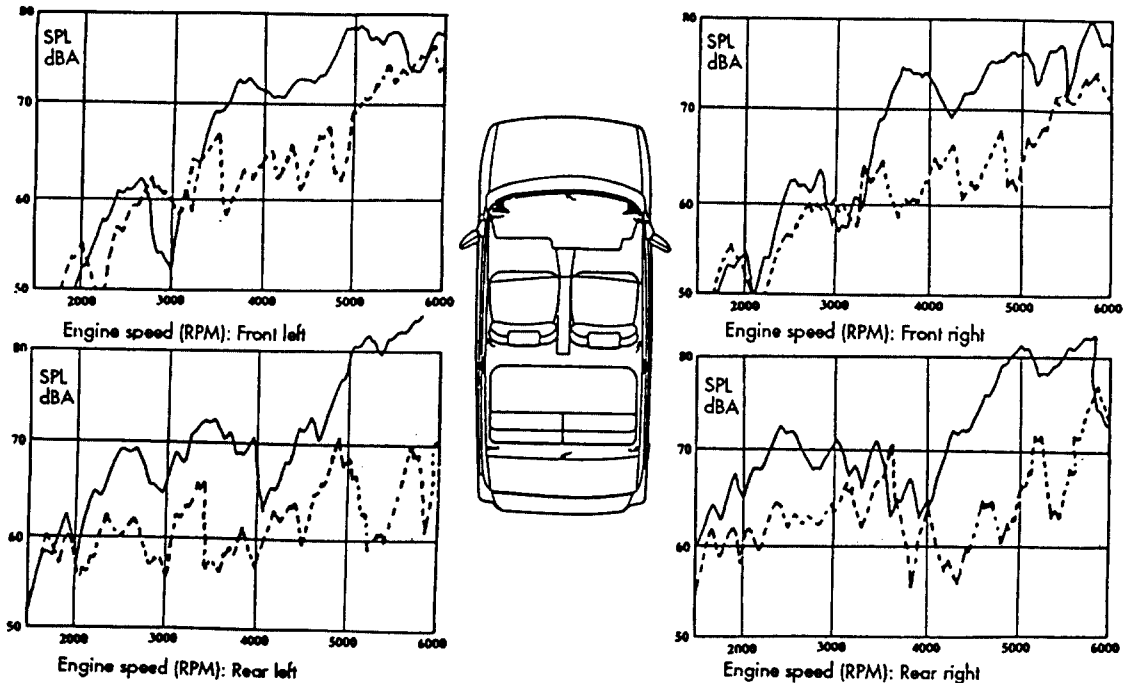 80
SPL
dBA
70
60
50
2000 3000 4000 5000 6000
Engine speed (RPM): Front left
80
SPL
dBA
70
60
50
2000 3000 4000 5000 6000
Engine speed (RPM): Front right
80
SPL
dBA
70
60
50
2000 3000 4000 5000 6000
Engine speed (RPM): Rear left
80
SPL
dBA
70
60
50
2000 3000 4000 5000 6000
Engine speed (RPM): Rear right